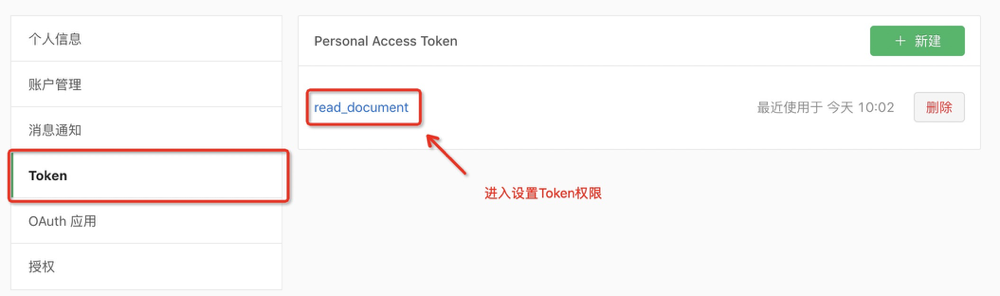 个人信息
账户管理
消息通知
Token
OAuth 应用
授权
Personal Access Token
+ 新建
read_document
最近使用于 今天 10:02
删除
进入设置Token权限